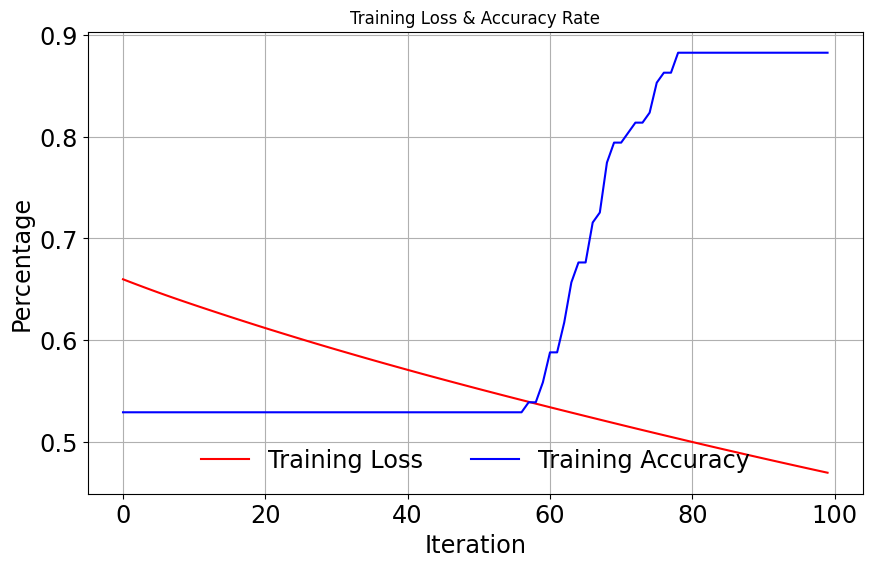 Training Loss & Accuracy Rate
0.9
0.8
0.7
0.6
0.5
Percentage
Training Loss
Training Accuracy
0 20 40 60 80 100
Iteration